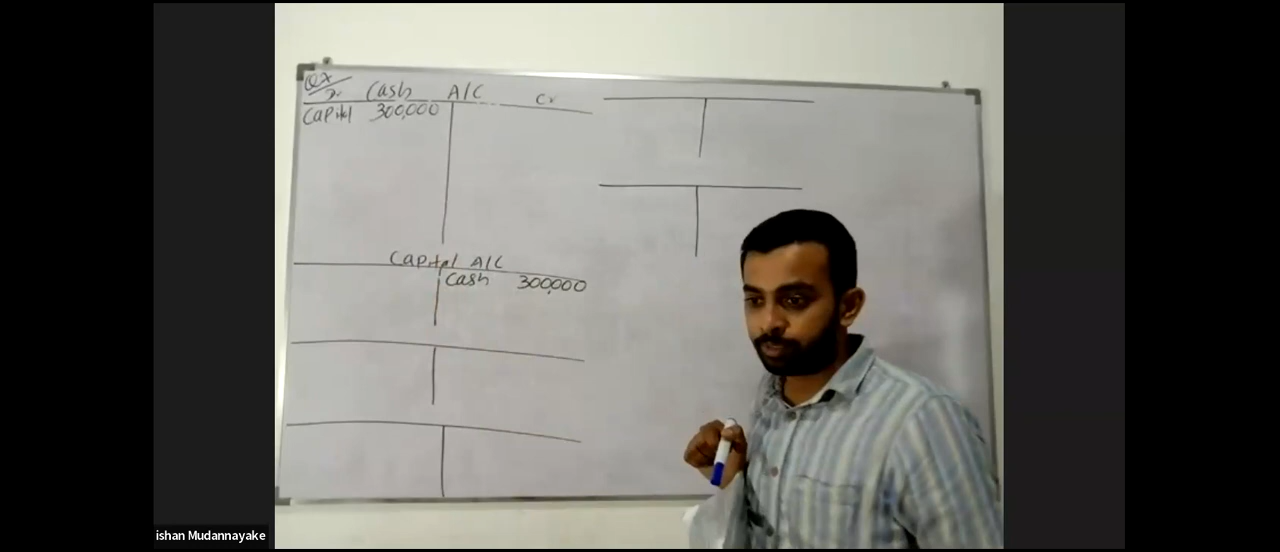 Ex
Dr Cash A/C Cr
Capital 300,000
Capital A/C
Cash 300,000
ishan Mudannayake